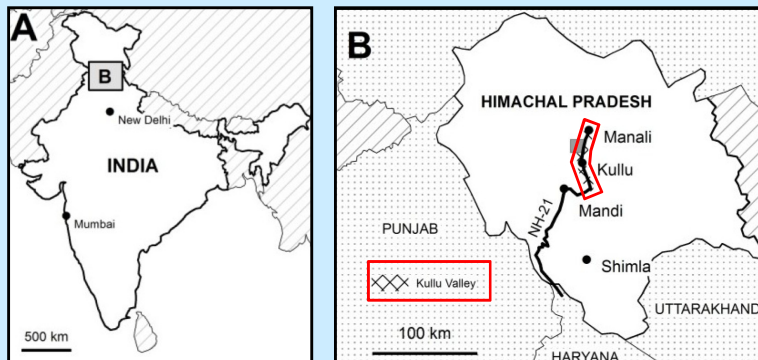 A
B
New Delhi
INDIA
Mumbai
500 km
B
HIMACHAL PRADESH
Manali
Kullu
Mandi
NH-21
PUNJAB
Shimla
Kullu Valley
UTTARAKHAND
100 km
HARYANA